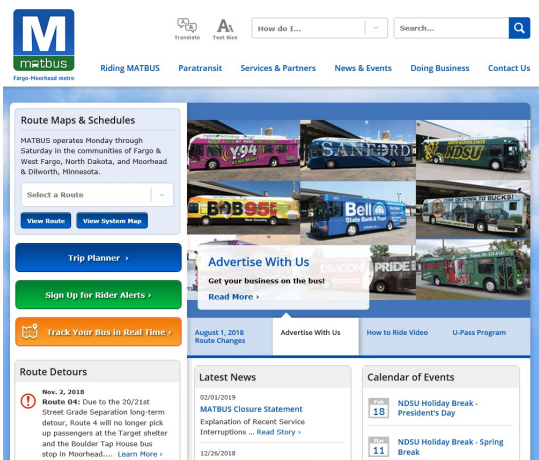 M
matbus
Fargo-Moorhead metro
Translate
Text Size
How do I...
Search...
Riding MATBUS
Paratransit
Services & Partners
News & Events
Doing Business
Contact Us
Route Maps & Schedules
MATBUS operates Monday through
Saturday in the communities of Fargo &
West Fargo, North Dakota, and Moorhead
& Dilworth, Minnesota.
Select a Route
View Route
View System Map
Trip Planner ›
Sign Up for Rider Alerts ›
Track Your Bus in Real Time ›
Y94
SANFORD
NDSU
BOB 95
Bell
State Bank & Trust
COME ON DOWN TO BUCKS!
DRAGON PRIDE
Advertise With Us
Get your business on the bus!
Read More ›
August 1, 2018
Route Changes
Advertise With Us
How to Ride Video
U-Pass Program
Route Detours
Nov. 2, 2018
Route 04: Due to the 20/21st
Street Grade Separation long-term
detour, Route 4 will no longer pick
up passengers at the Target shelter
and the Boulder Tap House bus
stop in Moorhead.... Learn More ›
Latest News
02/01/2019
MATBUS Closure Statement
Explanation of Recent Service
Interruptions ... Read Story ›
12/26/2018
Calendar of Events
Feb
18
NDSU Holiday Break -
President's Day
Mar
11
NDSU Holiday Break - Spring
Break